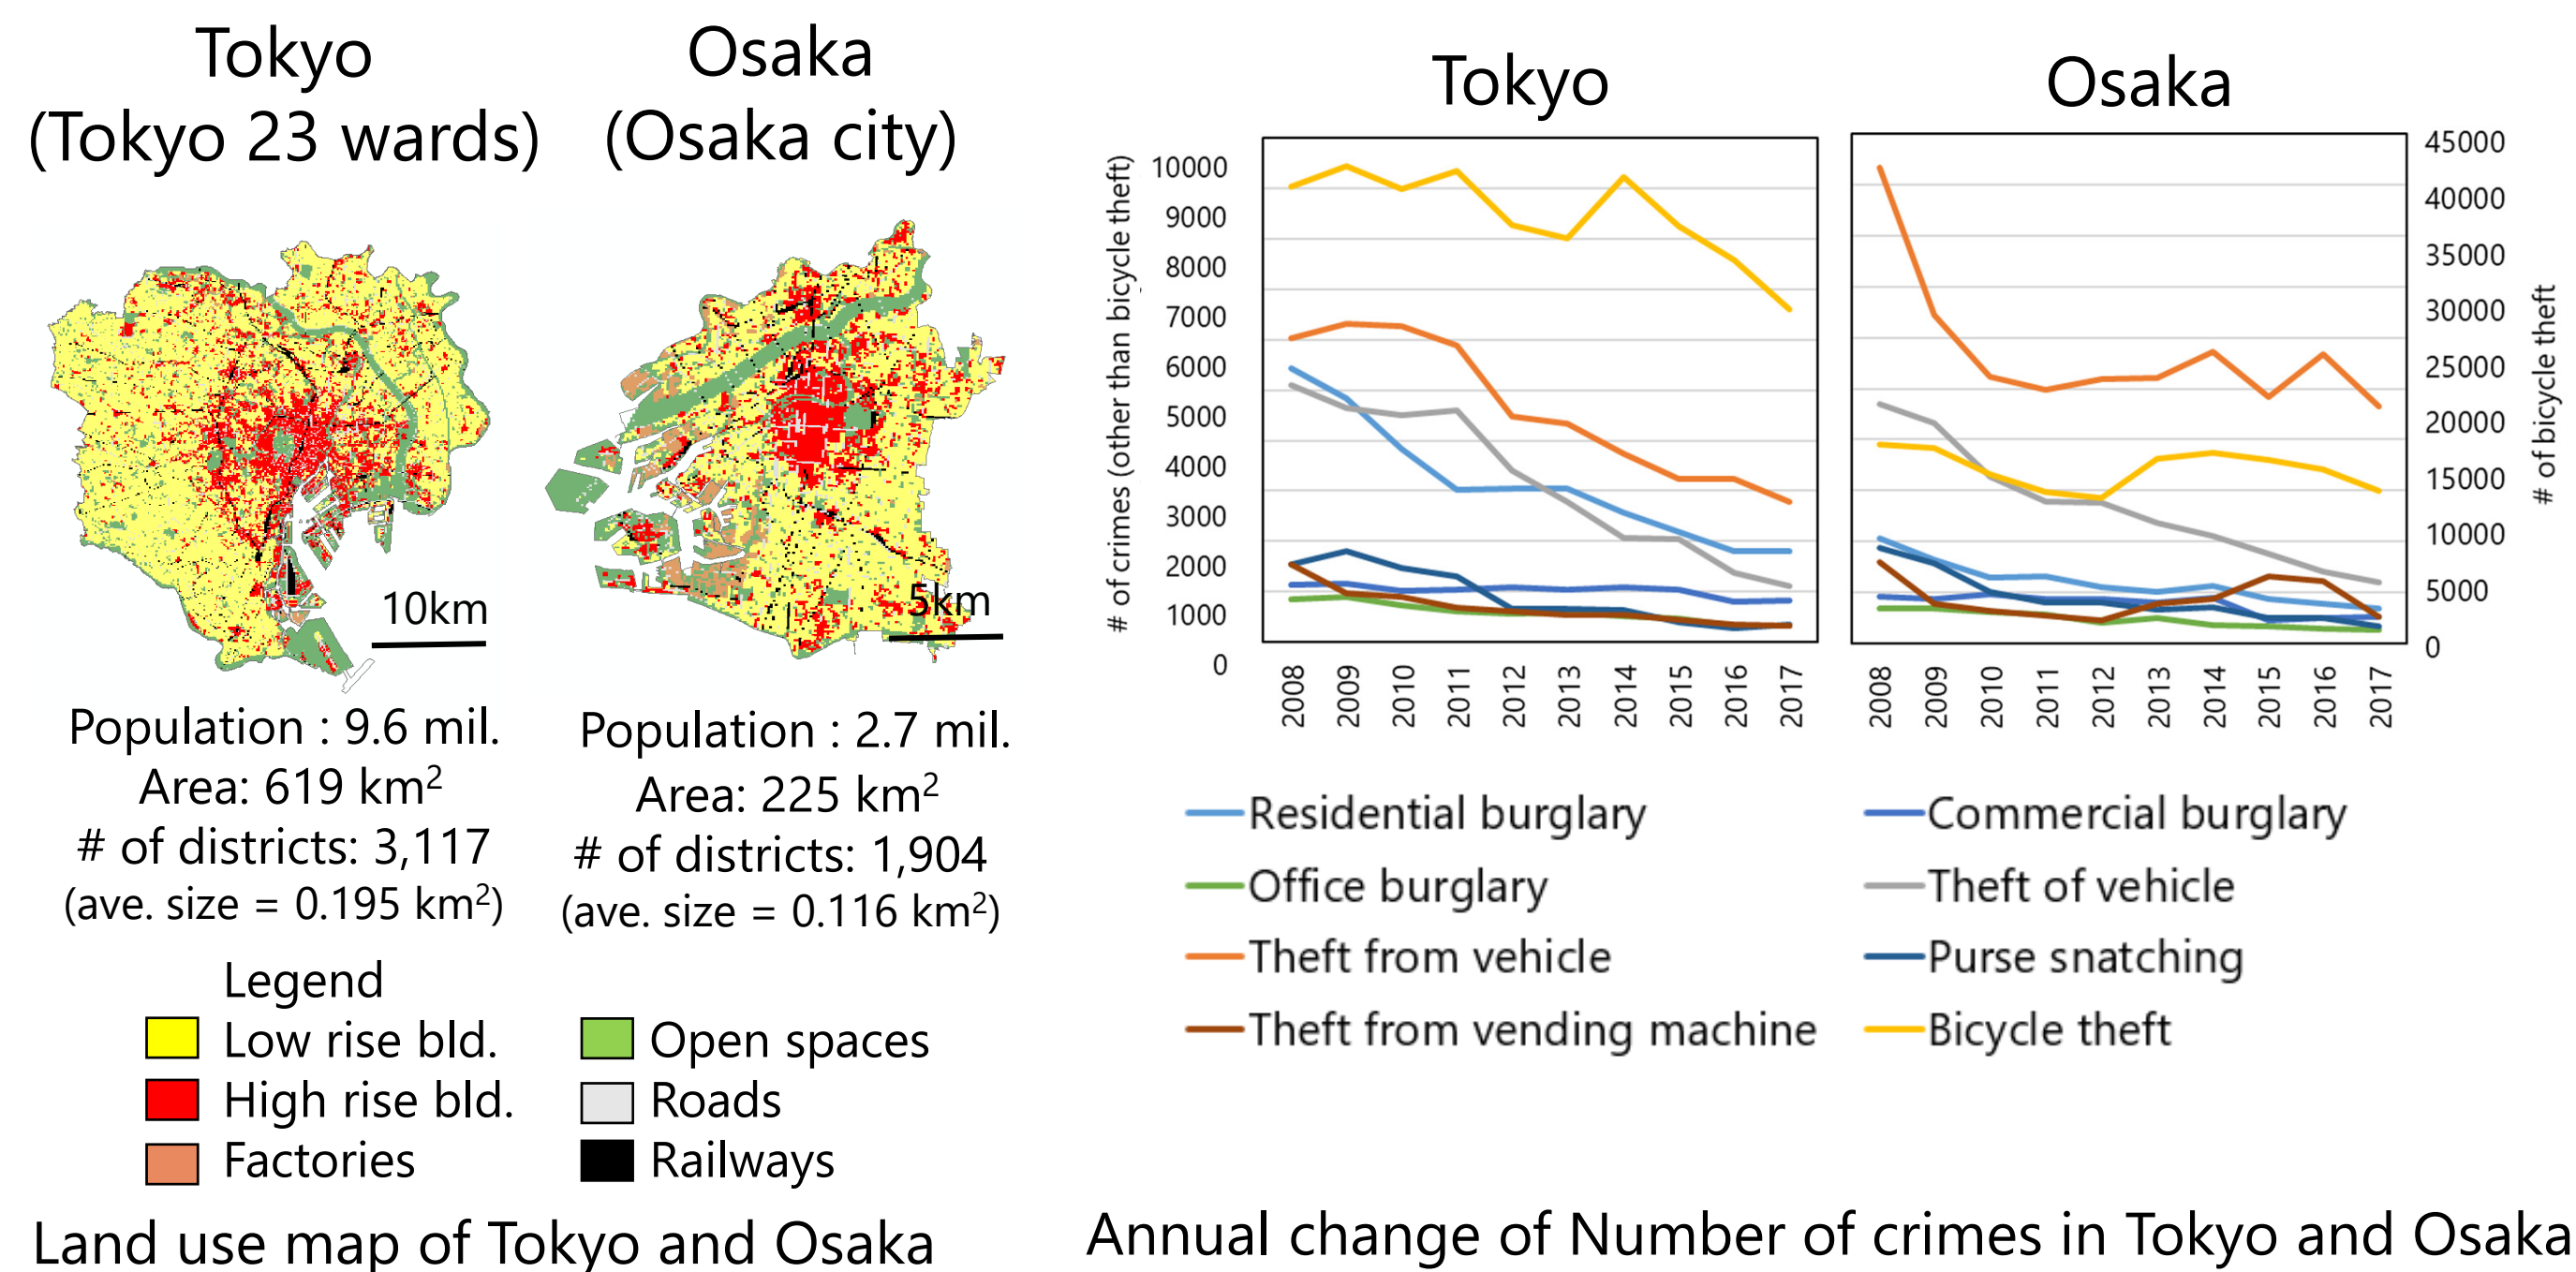 Tokyo
(Tokyo 23 wards)
Osaka
(Osaka city)
10km
5km
Population : 9.6 mil.
Area: 619 km²
# of districts: 3,117
(ave. size = 0.195 km²)
Population : 2.7 mil.
Area: 225 km²
# of districts: 1,904
(ave. size = 0.116 km²)
Legend
Low rise bld.
High rise bld.
Factories
Open spaces
Roads
Railways
Land use map of Tokyo and Osaka
Tokyo
Osaka
# of crimes (other than bicycle theft)
10000
9000
8000
7000
6000
5000
4000
3000
2000
1000
0
2008
2009
2010
2011
2012
2013
2014
2015
2016
2017
2008
2009
2010
2011
2012
2013
2014
2015
2016
2017
45000
40000
35000
30000
25000
20000
15000
10000
5000
0
# of bicycle theft
Residential burglary
Commercial burglary
Office burglary
Theft of vehicle
Theft from vehicle
Purse snatching
Theft from vending machine
Bicycle theft
Annual change of Number of crimes in Tokyo and Osaka